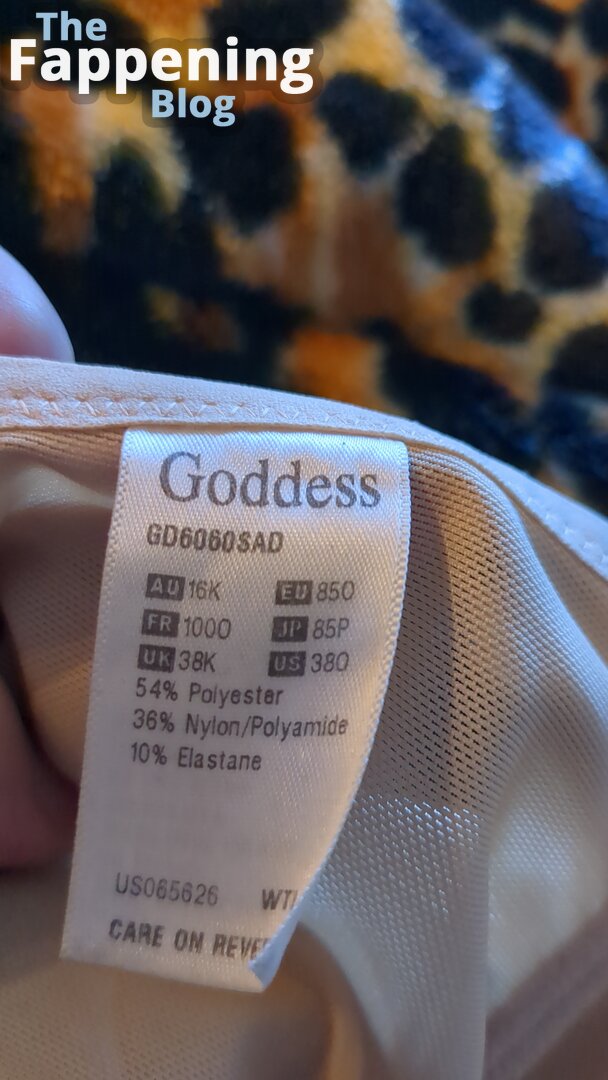 The
Fappening
Blog
Goddess
GD6060SAD
AU 16K EU 85O
FR 100O JP 85P
UK 38K US 38O
54% Polyester
36% Nylon/Polyamide
10% Elastane
US065626
CARE ON